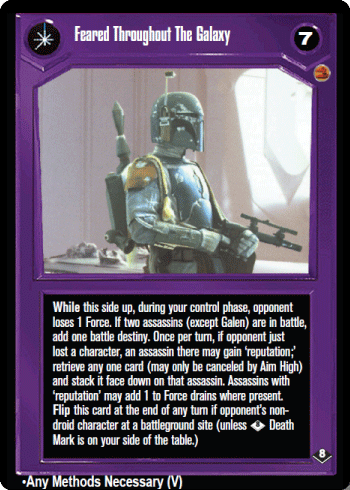 Feared Throughout The Galaxy
7
While this side up, during your control phase, opponent
loses 1 Force. If two assassins (except Galen) are in battle,
add one battle destiny. Once per turn, if opponent just
lost a character, an assassin there may gain ‘reputation;’
retrieve any one card (may only be canceled by Aim High)
and stack it face down on that assassin. Assassins with
‘reputation’ may add 1 to Force drains where present.
Flip this card at the end of any turn if opponent's non-
droid character at a battleground site (unless Death
Mark is on your side of the table.)
8
•Any Methods Necessary (V)